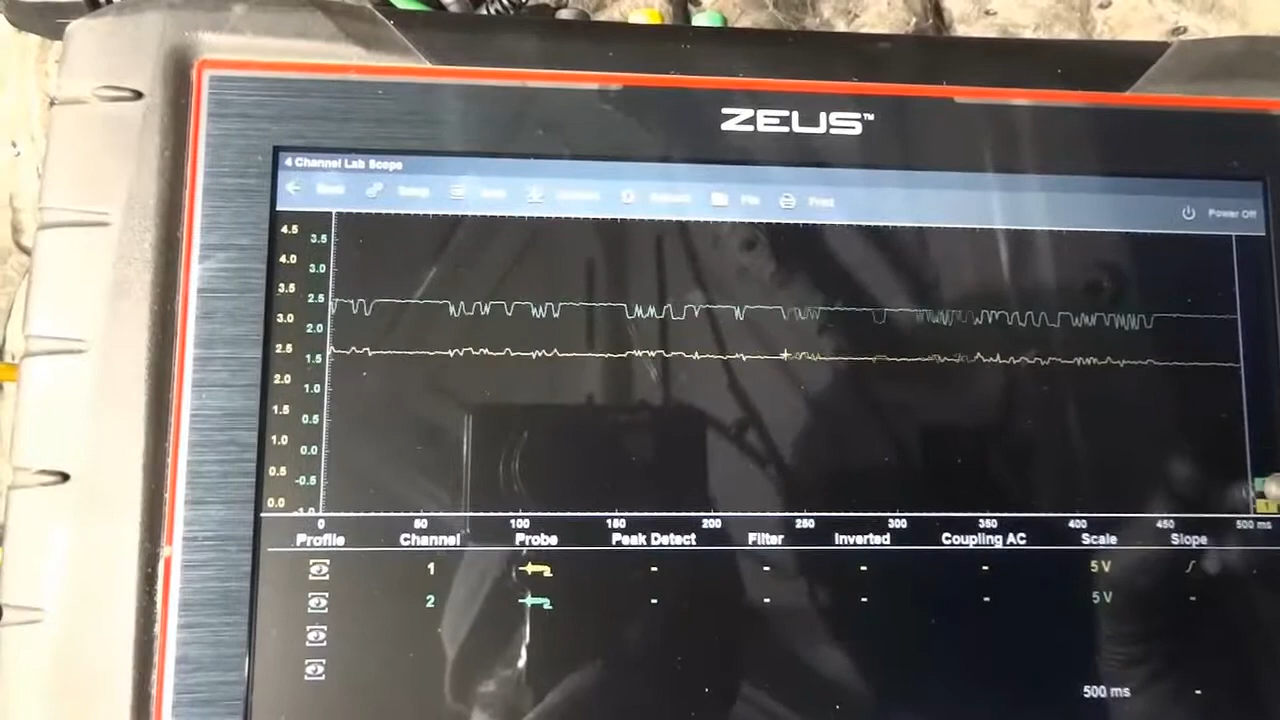 ZEUS™
4 Channel Lab Scope
Power Off
4.5 3.5
4.0 3.0
3.5 2.5
3.0 2.0
2.5 1.5
2.0 1.0
1.5 0.5
1.0 0.0
0.5 -0.5
0.0 -1.0
0 50 100 150 200 250 300 350 400 450 500 ms
Profile Channel Probe Peak Detect Filter Inverted Coupling AC Scale Slope
1 - - - - 5 V
2 - - - - 5 V -
500 ms -
1